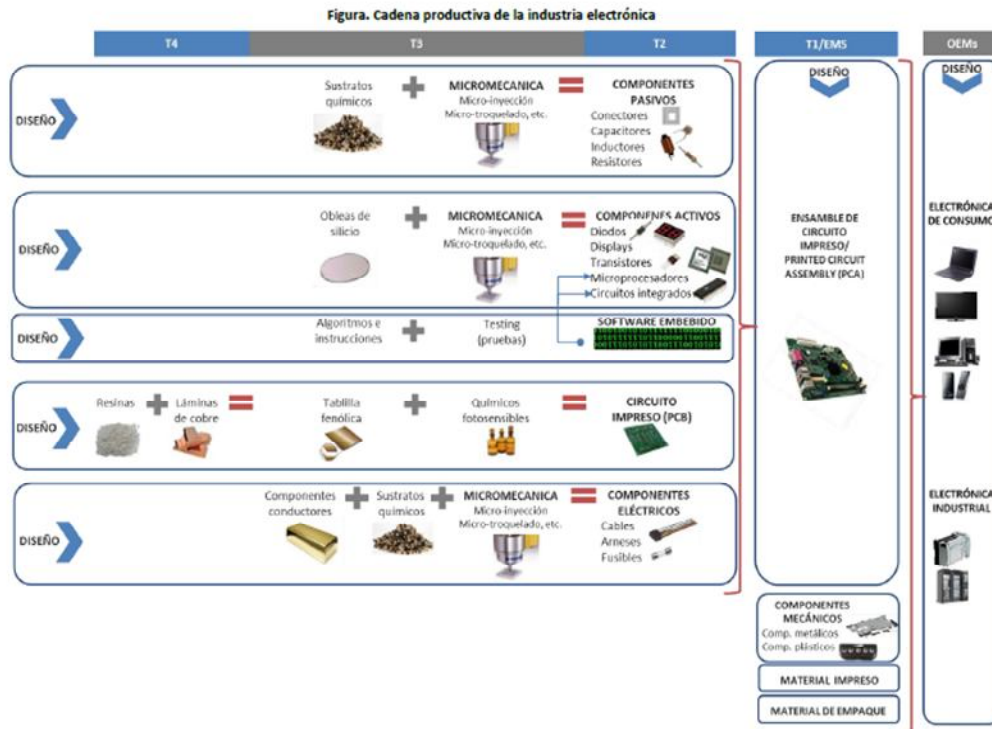 Figura. Cadena productiva de la industria electrónica
T4
T3
T2
T1/EMS
OEMs
DISEÑO
Sustratos
químicos
MICROMECANICA
Micro-inyección
Micro-troquelado, etc.
COMPONENTES
PASIVOS
Conectores
Capacitores
Inductores
Resistores
DISEÑO
Obleas de
silicio
MICROMECANICA
Micro-inyección
Micro-troquelado, etc.
COMPONENES ACTIVOS
Diodos
Displays
Transistores
Microprocesadores
Circuitos integrados
DISEÑO
Algoritmos e
instrucciones
Testing
(pruebas)
SOFTWARE EMBEBIDO
DISEÑO
Resinas
Láminas
de cobre
Tablilla
fenólica
Químicos
fotosensibles
CIRCUITO
IMPRESO (PCB)
DISEÑO
Componentes
conductores
Sustratos
químicos
MICROMECANICA
Micro-inyección
Micro-troquelado, etc.
COMPONENTES
ELÉCTRICOS
Cables
Arneses
Fusibles
DISEÑO
ENSAMBLE DE
CIRCUITO
IMPRESO/
PRINTED CIRCUIT
ASSEMBLY (PCA)
COMPONENTES
MECÁNICOS
Comp. metálicos
Comp. plásticos
MATERIAL IMPRESO
MATERIAL DE EMPAQUE
DISEÑO
ELECTRÓNICA
DE CONSUMO
ELECTRÓNICA
INDUSTRIAL